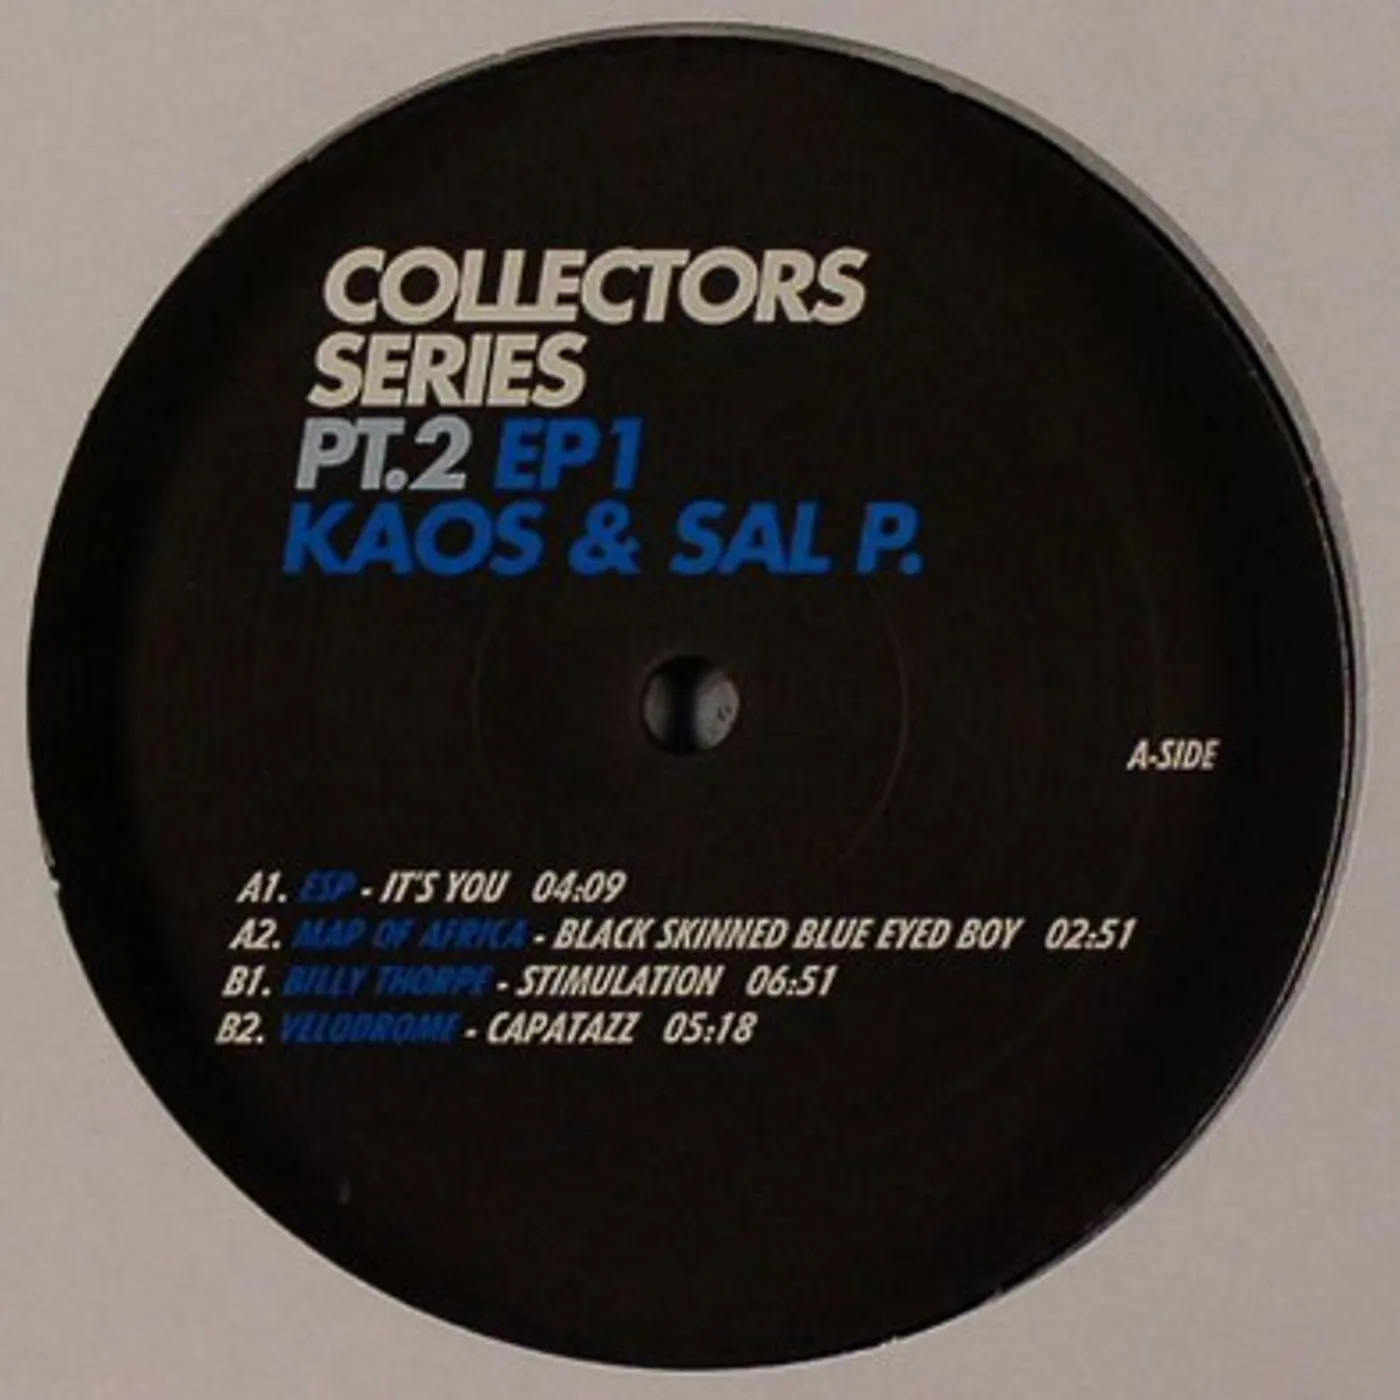 COLLECTORS
SERIES
PT.2 EP1
KAOS & SAL P.
A-SIDE
A1. ESP - IT'S YOU 04:09
A2. MAP OF AFRICA - BLACK SKINNED BLUE EYED BOY 02:51
B1. BILLY THORPE - STIMULATION 06:51
B2. VELODROME - CAPATAZZ 05:18